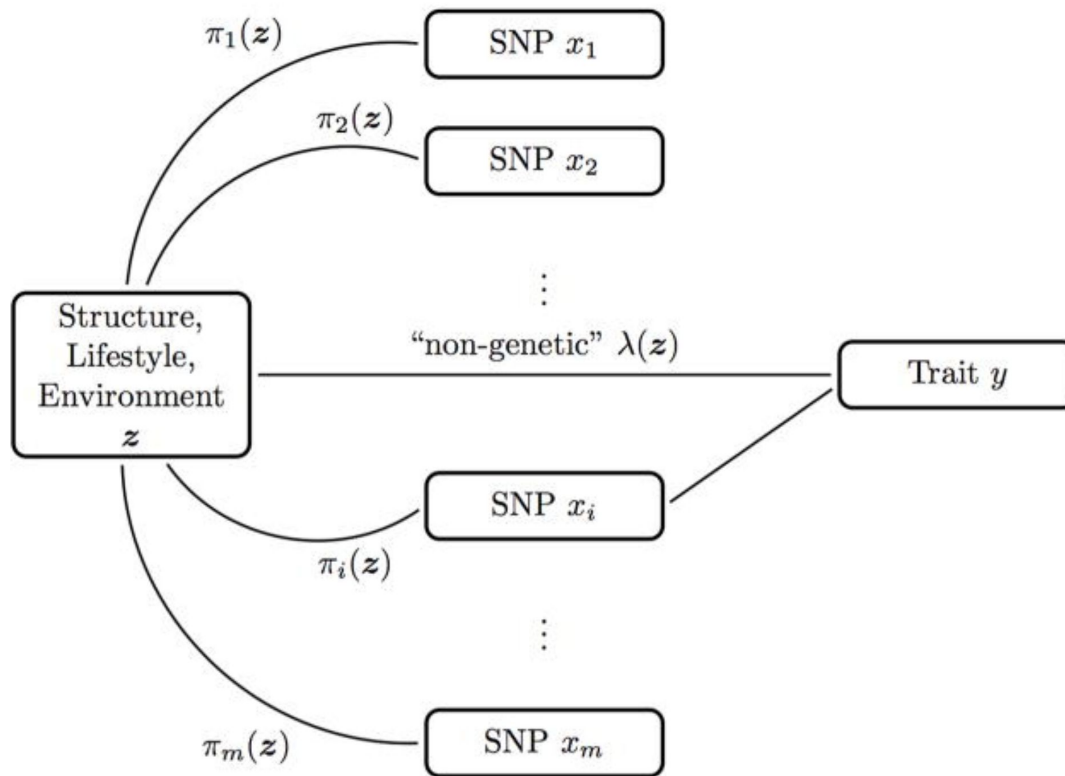 π₁(𝒛)
SNP x₁
π₂(𝒛)
SNP x₂
⋮
Structure,
Lifestyle,
Environment
𝒛
“non-genetic” λ(𝒛)
Trait y
SNP xᵢ
πᵢ(𝒛)
⋮
πₘ(𝒛)
SNP xₘ